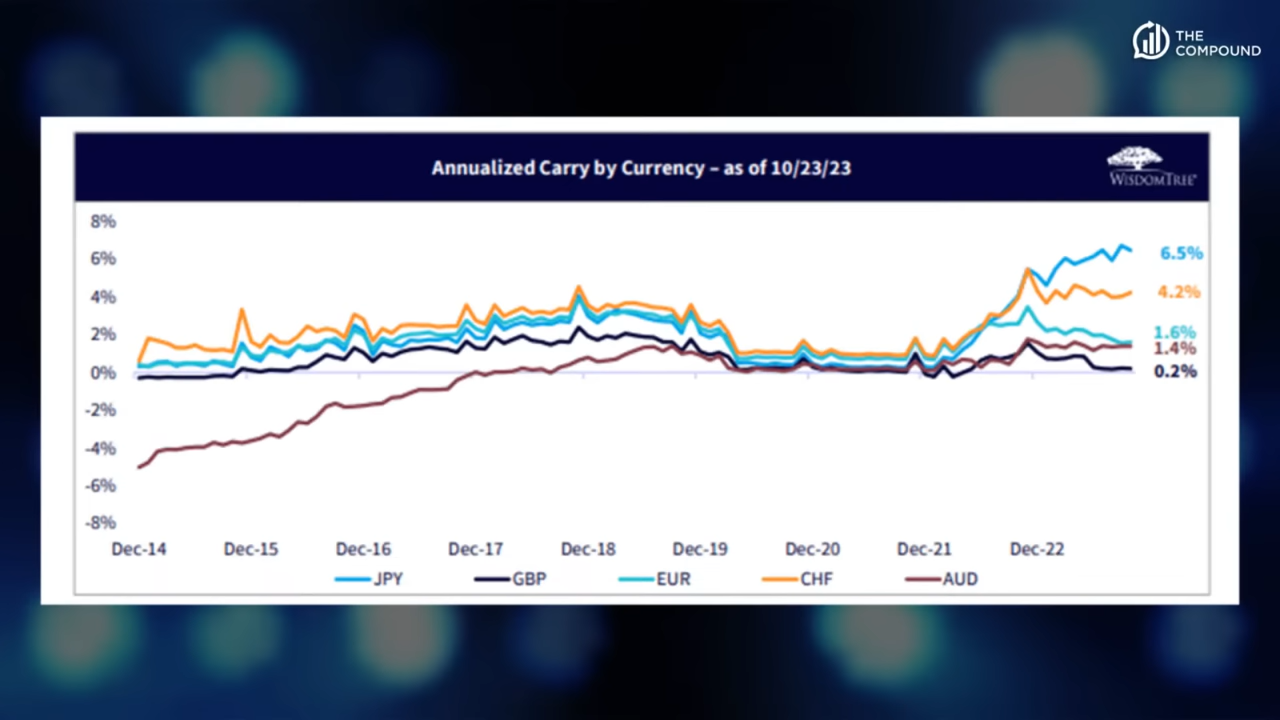 THE
COMPOUND
Annualized Carry by Currency – as of 10/23/23
WISDOMTREE®
8%
6%
4%
2%
0%
-2%
-4%
-6%
-8%
6.5%
4.2%
1.6%
1.4%
0.2%
Dec-14 Dec-15 Dec-16 Dec-17 Dec-18 Dec-19 Dec-20 Dec-21 Dec-22
JPY GBP EUR CHF AUD